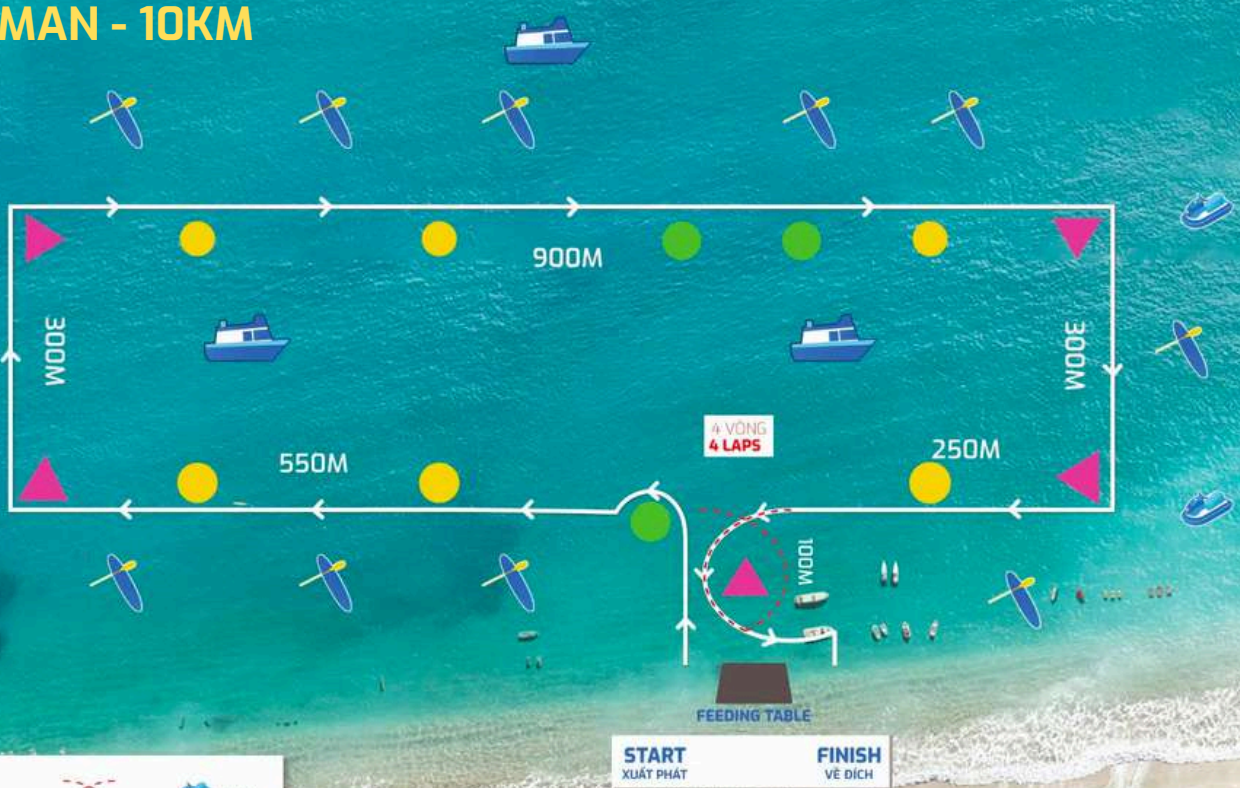 MAN - 10KM
900M
300M
300M
4 VÒNG
4 LAPS
550M
250M
100M
FEEDING TABLE
START
XUẤT PHÁT
FINISH
VỀ ĐÍCH